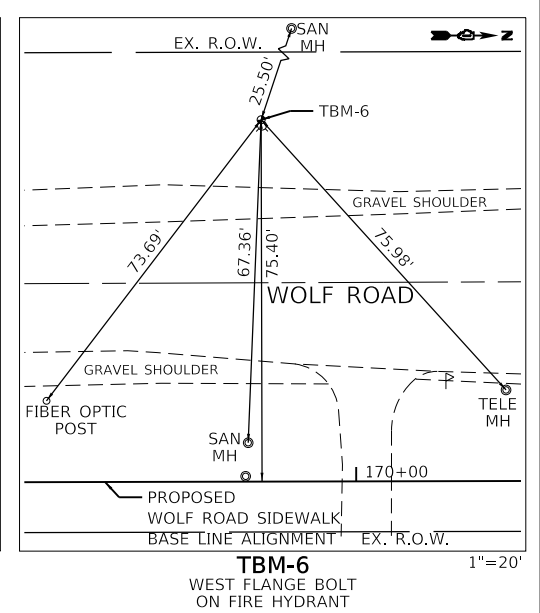 SAN
MH
EX. R.O.W.
Z
25.50'
TBM-6
GRAVEL SHOULDER
73.69'
67.36'
75.40'
75.98'
WOLF ROAD
GRAVEL SHOULDER
FIBER OPTIC
POST
TELE
MH
SAN
MH
170+00
PROPOSED
WOLF ROAD SIDEWALK
BASE LINE ALIGNMENT
EX. R.O.W.
TBM-6
1"=20'
WEST FLANGE BOLT
ON FIRE HYDRANT